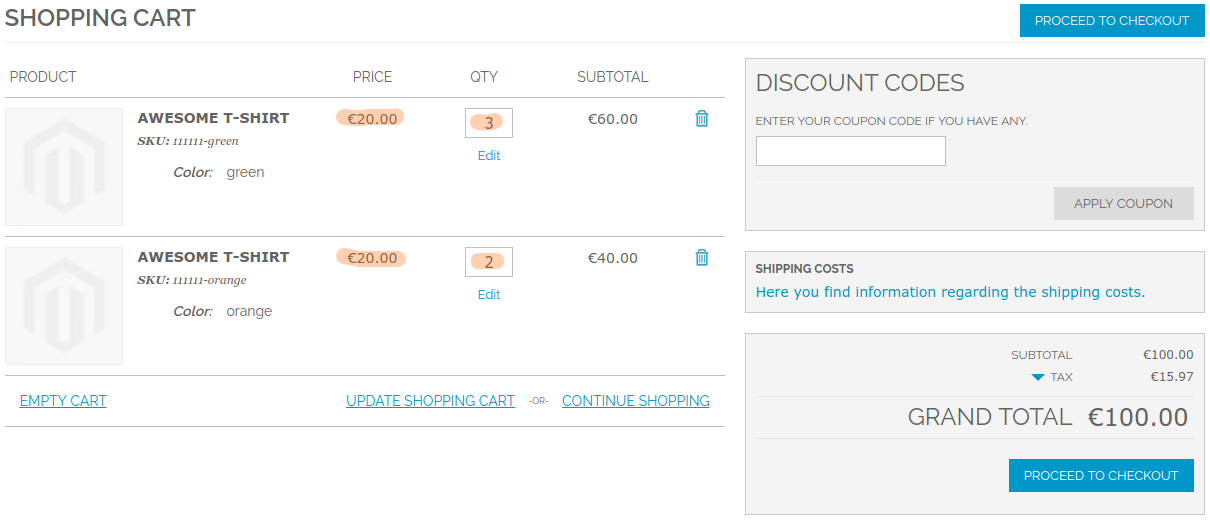 SHOPPING CART
PROCEED TO CHECKOUT
PRODUCT PRICE QTY SUBTOTAL
AWESOME T-SHIRT €20.00 3 €60.00
SKU: 111111-green
Edit
Color: green
AWESOME T-SHIRT €20.00 2 €40.00
SKU: 111111-orange
Edit
Color: orange
EMPTY CART UPDATE SHOPPING CART -OR- CONTINUE SHOPPING
DISCOUNT CODES
ENTER YOUR COUPON CODE IF YOU HAVE ANY.
APPLY COUPON
SHIPPING COSTS
Here you find information regarding the shipping costs.
SUBTOTAL €100.00
TAX €15.97
GRAND TOTAL €100.00
PROCEED TO CHECKOUT